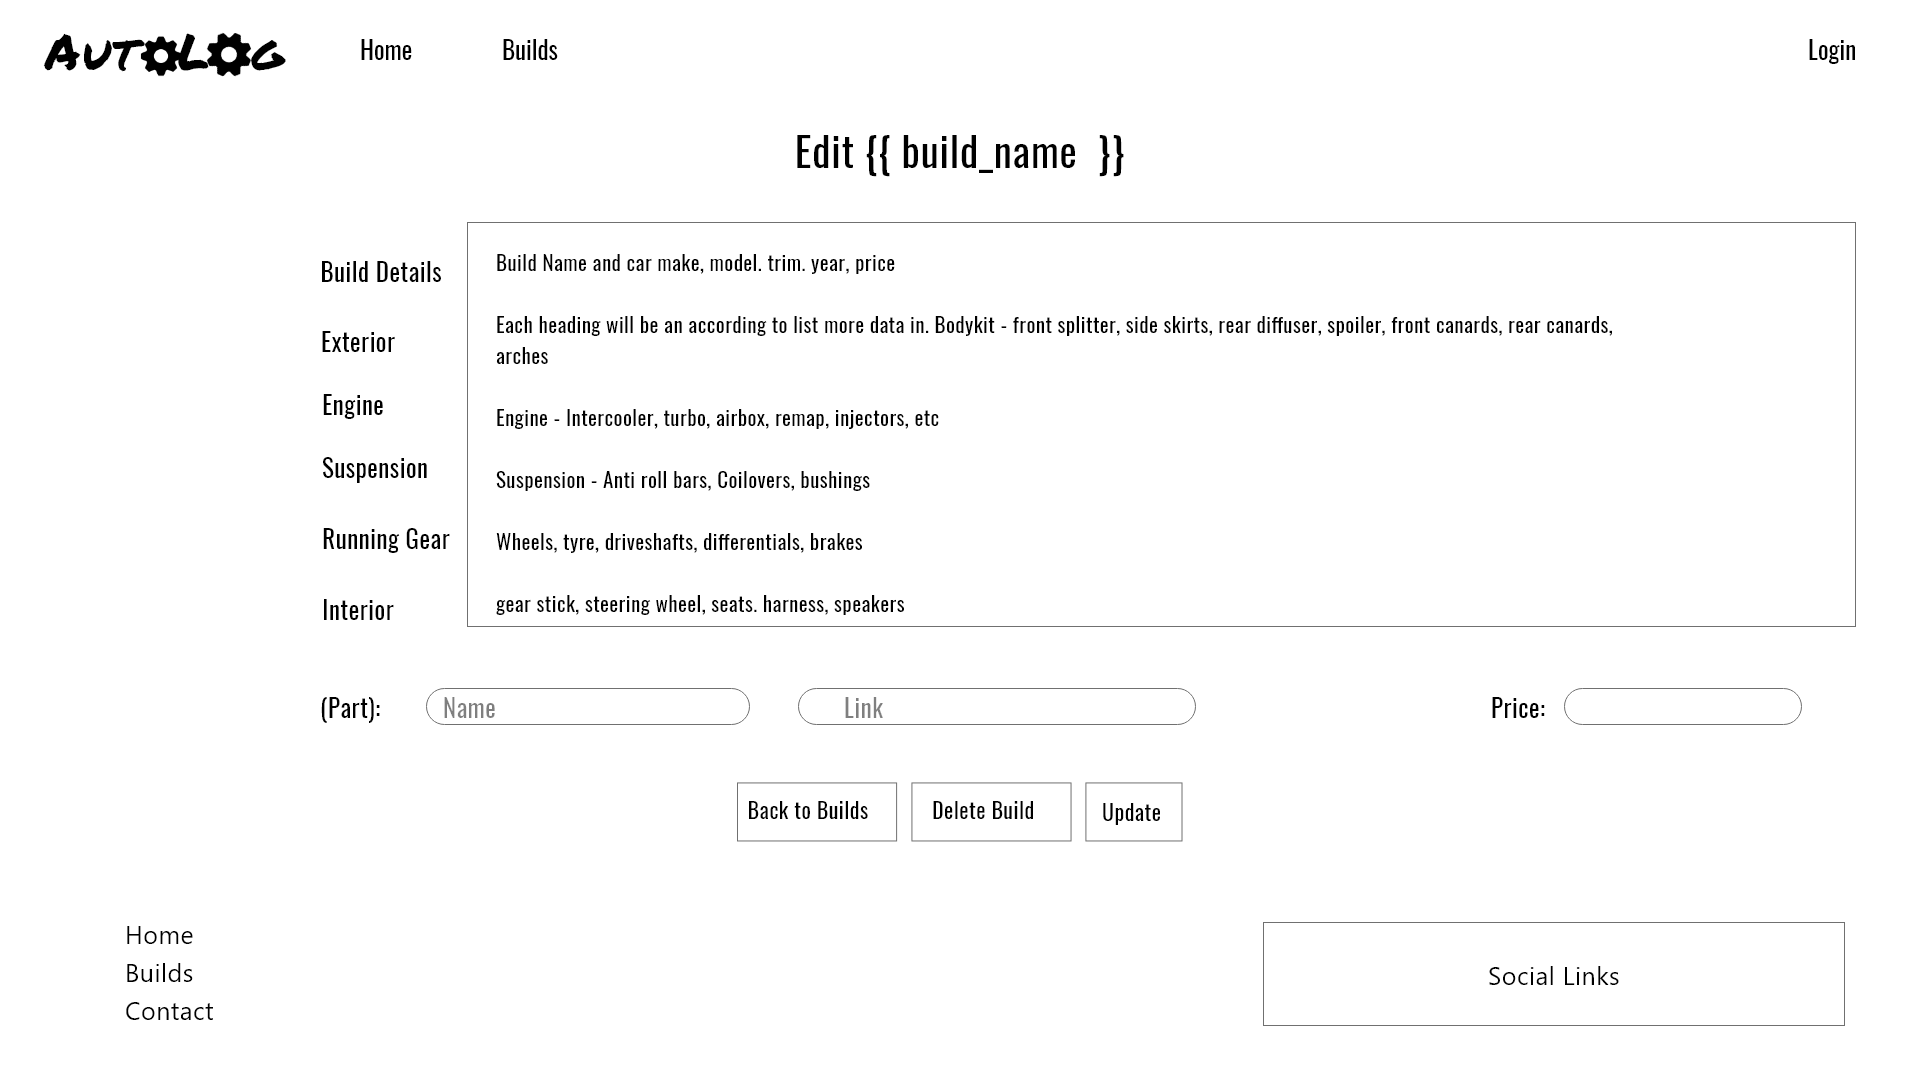 AutoLog
Home
Builds
Login
Edit {{ build_name }}
Build Details
Exterior
Engine
Suspension
Running Gear
Interior
Build Name and car make, model. trim. year, price
Each heading will be an according to list more data in. Bodykit - front splitter, side skirts, rear diffuser, spoiler, front canards, rear canards,
arches
Engine - Intercooler, turbo, airbox, remap, injectors, etc
Suspension - Anti roll bars, Coilovers, bushings
Wheels, tyre, driveshafts, differentials, brakes
gear stick, steering wheel, seats. harness, speakers
(Part):
Name
Link
Price:
Back to Builds
Delete Build
Update
Home
Builds
Contact
Social Links